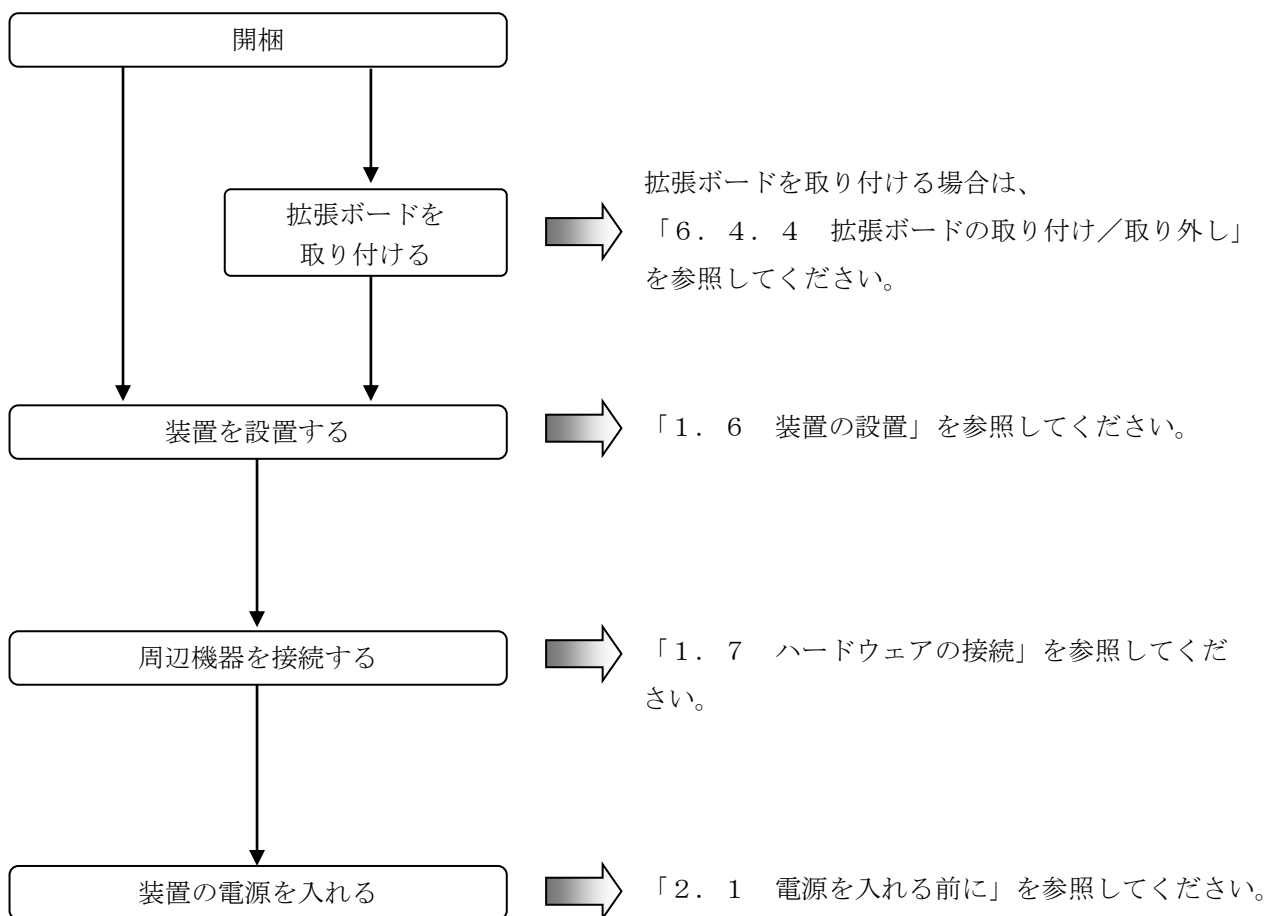 開梱
拡張ボードを
取り付ける
拡張ボードを取り付ける場合は、
「6．4．4　拡張ボードの取り付け／取り外し」
を参照してください。
装置を設置する
「1．6　装置の設置」を参照してください。
周辺機器を接続する
「1．7　ハードウェアの接続」を参照してくだ
さい。
装置の電源を入れる
「2．1　電源を入れる前に」を参照してください。